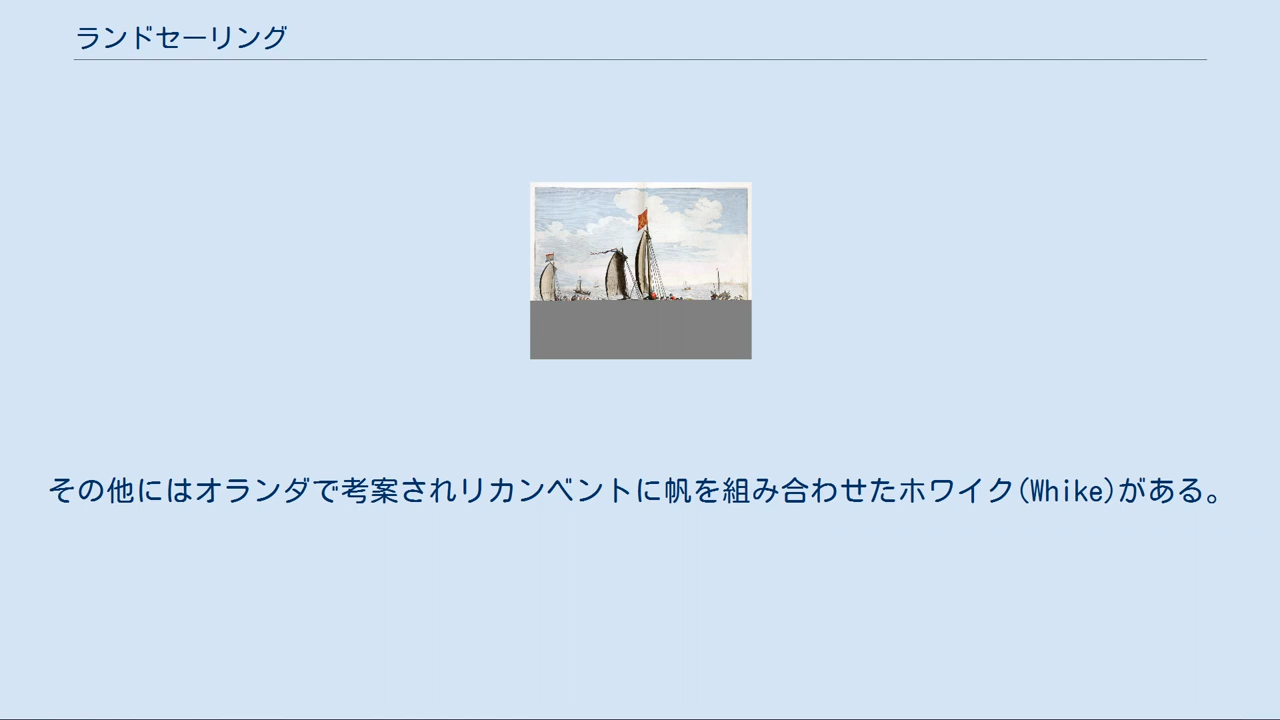 ランドセーリング
その他にはオランダで考案されリカンベントに帆を組み合わせたホワイク(Whike)がある。